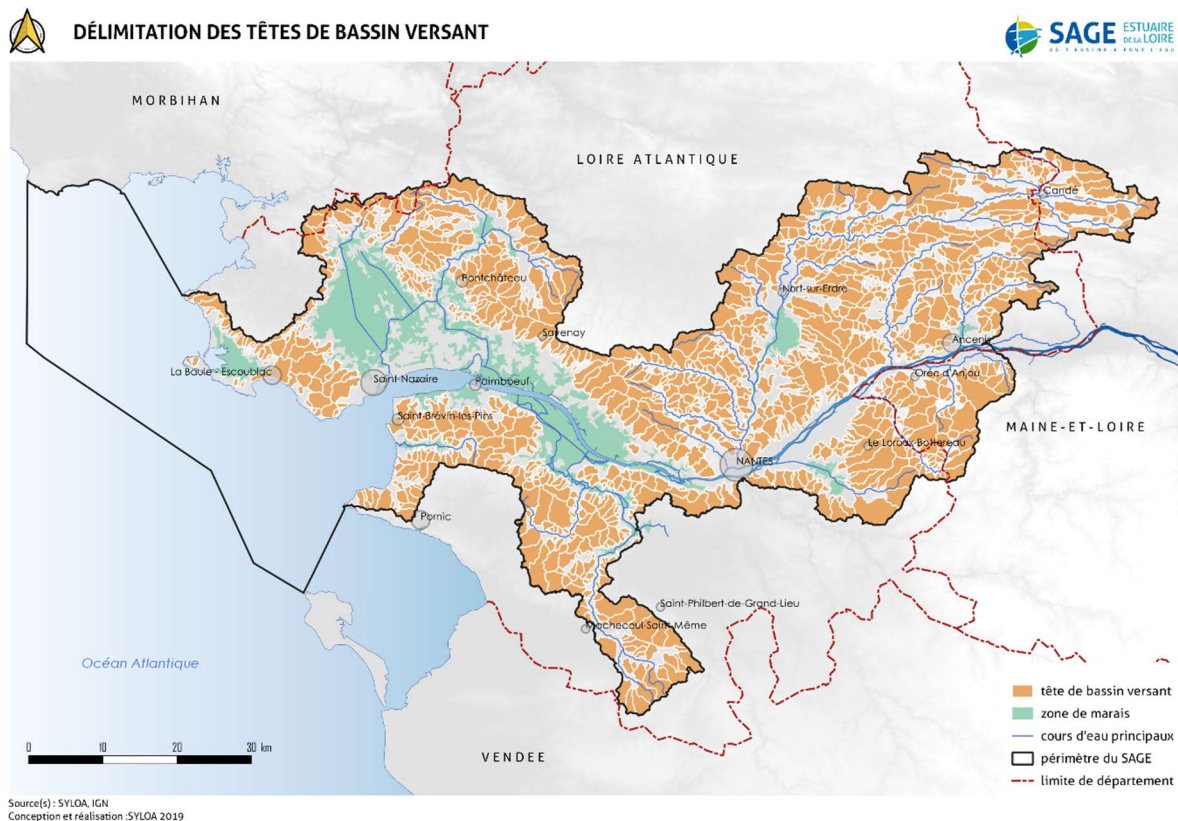 DÉLIMITATION DES TÊTES DE BASSIN VERSANT
SAGE ESTUAIRE
DE LA LOIRE
MORBIHAN
LOIRE ATLANTIQUE
Candé
Pontchâteau
Nort-sur-Erdre
Savenay
Ancenis
La Baule - Escoublac
Saint-Nazaire
Paimboeuf
Orée d'Anjou
Saint-Brévin-les-Pins
MAINE-ET-LOIRE
Le Loroux-Bottereau
NANTES
Pornic
Saint-Philbert-de-Grand-Lieu
Machecoul-Saint-Même
Océan Atlantique
VENDEE
tête de bassin versant
zone de marais
cours d'eau principaux
périmètre du SAGE
limite de département
0 10 20 30 km
Source(s) : SYLOA, IGN
Conception et réalisation :SYLOA 2019